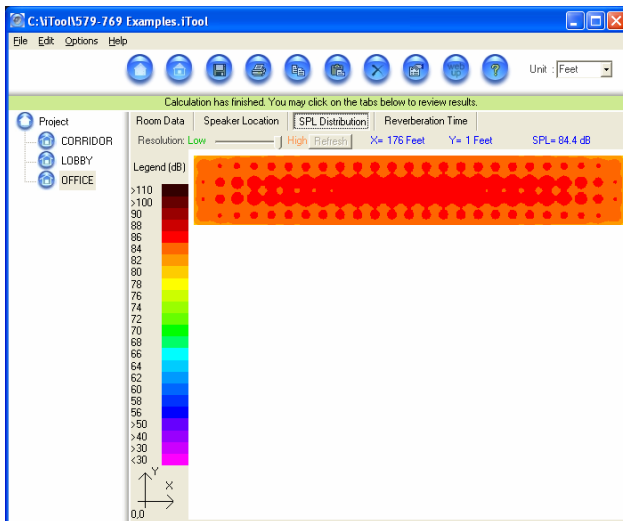 C:\iTool\579-769 Examples.iTool
File Edit Options Help
web up ?
Unit : Feet
Calculation has finished. You may click on the tabs below to review results.
Project
CORRIDOR
LOBBY
OFFICE
Room Data Speaker Location SPL Distribution Reverberation Time
Resolution: Low High Refresh X= 176 Feet Y= 1 Feet SPL= 84.4 dB
Legend (dB)
>110
>100
90
88
86
84
82
80
78
76
74
72
70
68
66
64
62
60
58
56
>50
>40
>30
<30
Y
X
0,0